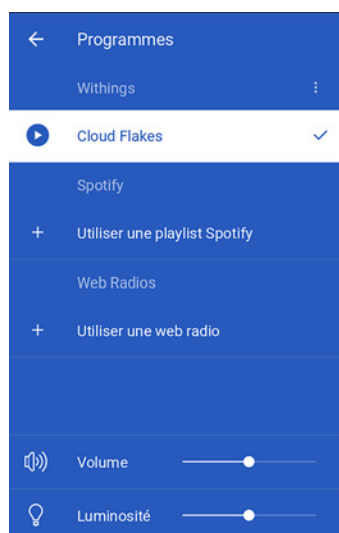 Programmes
Withings
Cloud Flakes
Spotify
Utiliser une playlist Spotify
Web Radios
Utiliser une web radio
Volume
Luminosité